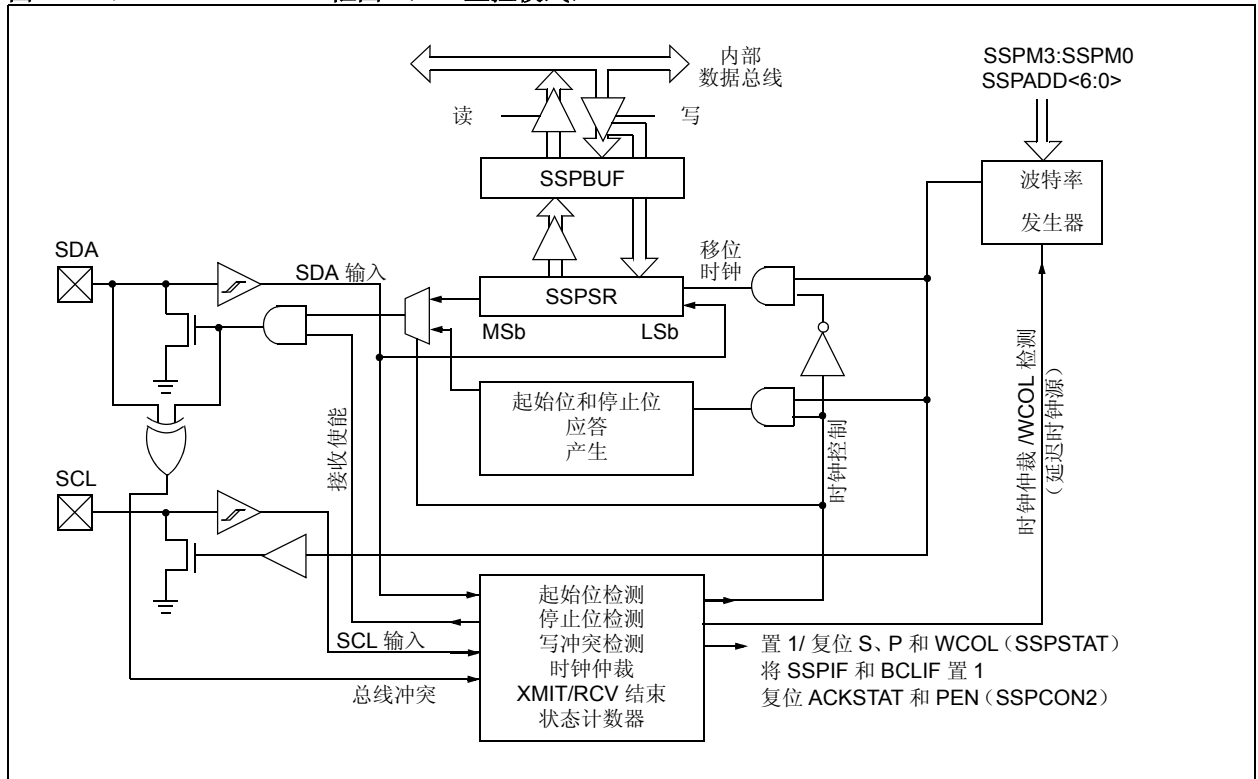 内部
数据总线
SSPM3:SSPM0
SSPADD<6:0>
读
写
SSPBUF
波特率
发生器
SDA
SDA 输入
移位
时钟
SSPSR
MSb
LSb
起始位和停止位
应答
产生
接收使能
时钟控制
时钟仲裁 /WCOL 检测
（延迟时钟源）
SCL
SCL 输入
总线冲突
起始位检测
停止位检测
写冲突检测
时钟仲裁
XMIT/RCV 结束
状态计数器
置 1/ 复位 S、P 和 WCOL（SSPSTAT）
将 SSPIF 和 BCLIF 置 1
复位 ACKSTAT 和 PEN（SSPCON2）